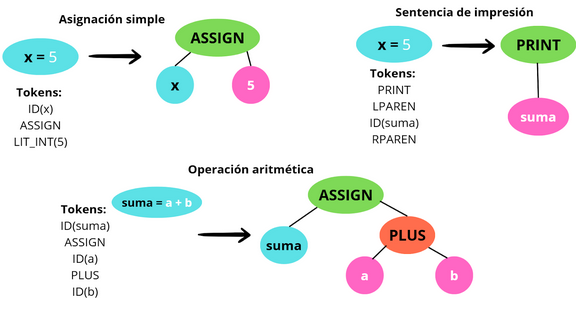 Asignación simple
x = 5
Tokens:
ID(x)
ASSIGN
LIT_INT(5)
ASSIGN
x
5
Sentencia de impresión
x = 5
Tokens:
PRINT
LPAREN
ID(suma)
RPAREN
PRINT
suma
Operación aritmética
suma = a + b
Tokens:
ID(suma)
ASSIGN
ID(a)
PLUS
ID(b)
ASSIGN
suma
PLUS
a
b